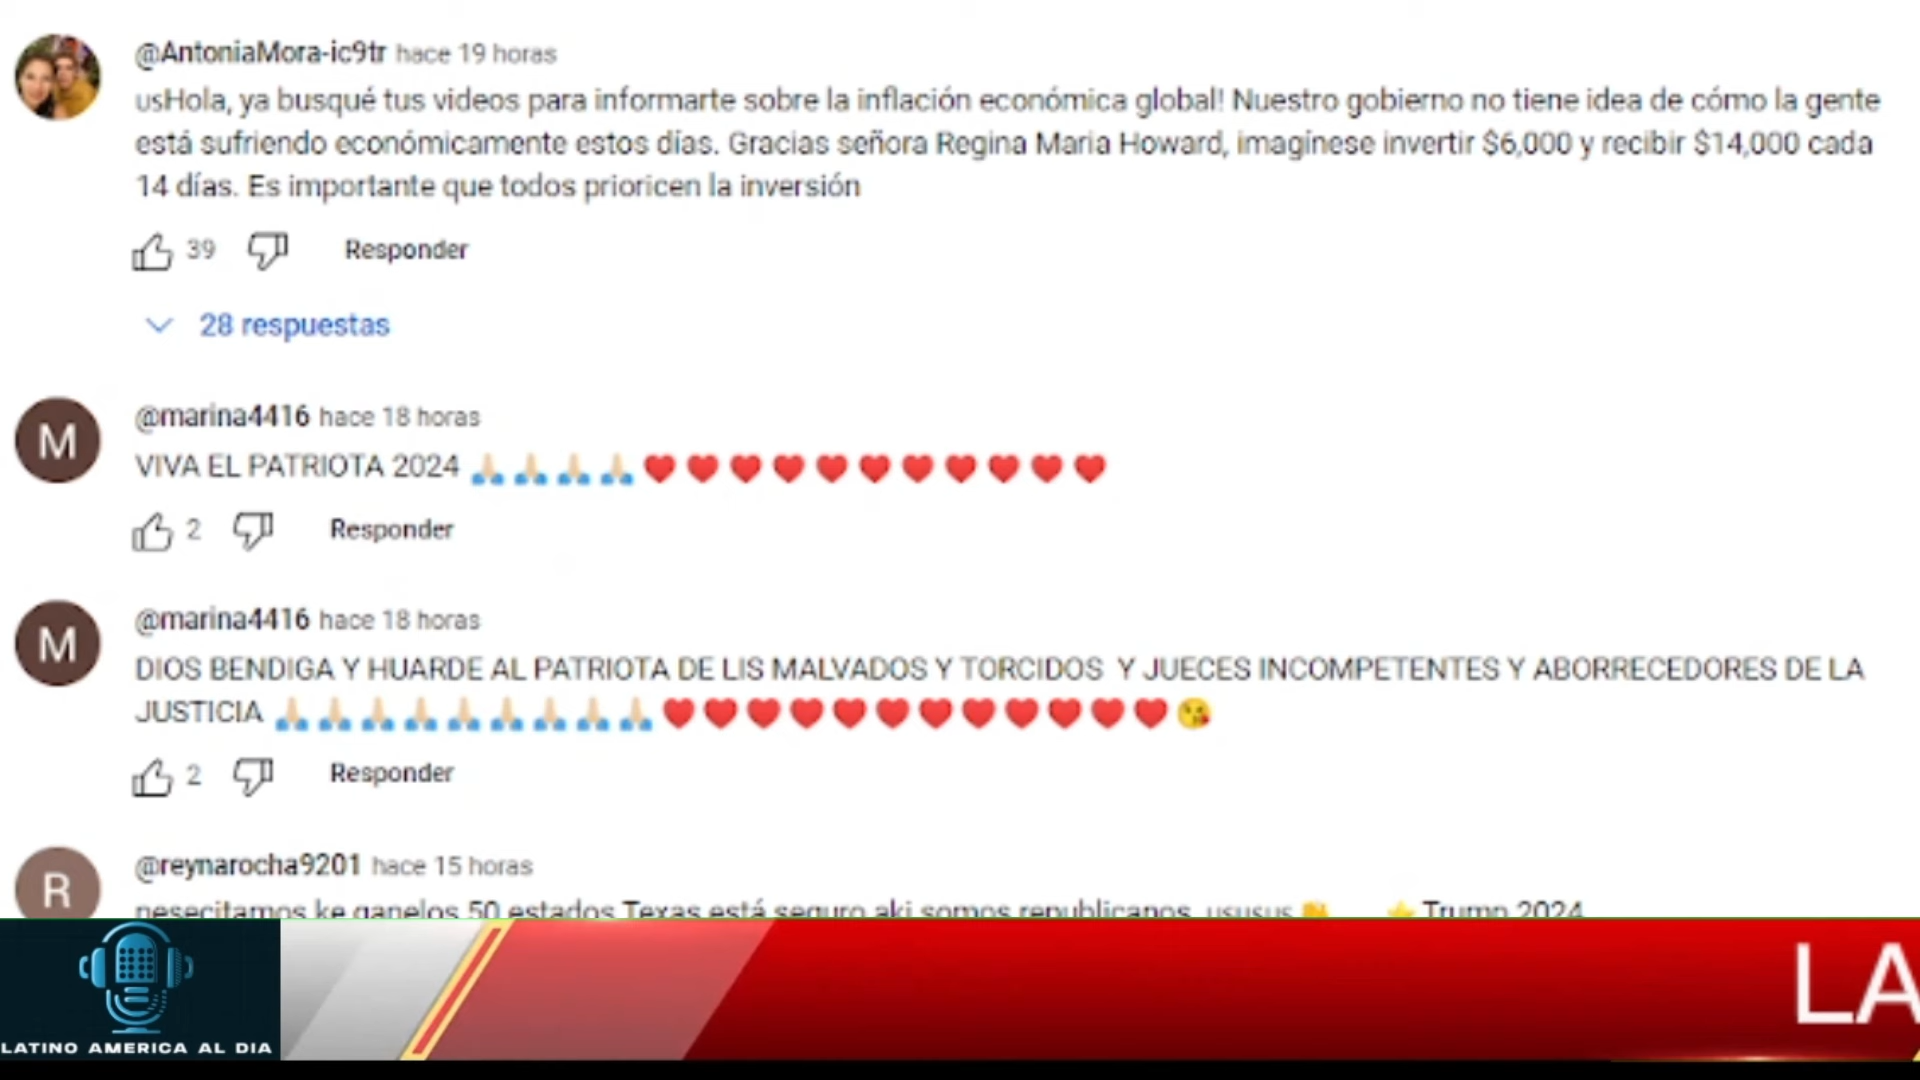 @AntoniaMora-ic9tr hace 19 horas
usHola, ya busqué tus videos para informarte sobre la inflación económica global! Nuestro gobierno no tiene idea de cómo la gente
está sufriendo económicamente estos días. Gracias señora Regina Maria Howard, imagínese invertir $6,000 y recibir $14,000 cada
14 días. Es importante que todos prioricen la inversión
39 Responder
28 respuestas
M
@marina4416 hace 18 horas
VIVA EL PATRIOTA 2024 🙏🏻🙏🏻🙏🏻🙏🏻❤️❤️❤️❤️❤️❤️❤️❤️❤️❤️❤️
2 Responder
M
@marina4416 hace 18 horas
DIOS BENDIGA Y HUARDE AL PATRIOTA DE LIS MALVADOS Y TORCIDOS Y JUECES INCOMPETENTES Y ABORRECEDORES DE LA
JUSTICIA 🙏🏻🙏🏻🙏🏻🙏🏻🙏🏻🙏🏻🙏🏻🙏🏻🙏🏻❤️❤️❤️❤️❤️❤️❤️❤️❤️❤️❤️❤️😘
2 Responder
R
@reynarocha9201 hace 15 horas
nesecitamos ke ganelos 50 estados Texas está seguro aki somos republicanos ususus ⭐ Trump 2024
LA
LATINO AMERICA AL DIA